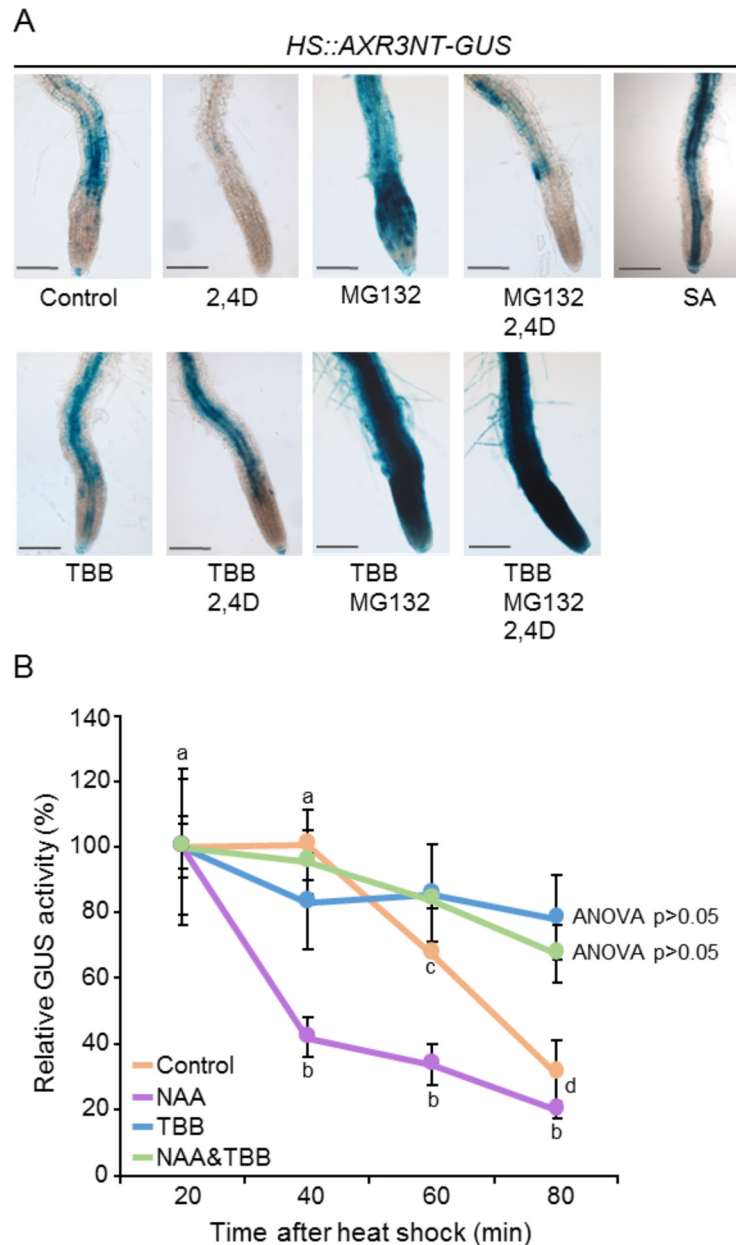 A
HS::AXR3NT-GUS
Control
2,4D
MG132
MG132
2,4D
SA
TBB
TBB
2,4D
TBB
MG132
TBB
MG132
2,4D
B
Relative GUS activity (%)
140
120
100
80
60
40
20
0
a
a
b
c
b
d
b
ANOVA p>0.05
ANOVA p>0.05
Control
NAA
TBB
NAA&TBB
20
40
60
80
Time after heat shock (min)